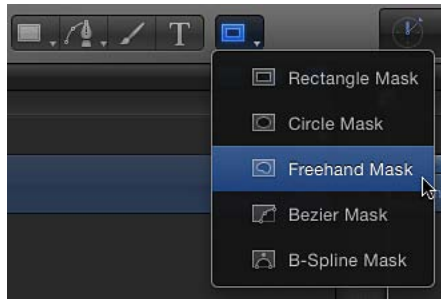 T
Rectangle Mask
Circle Mask
Freehand Mask
Bezier Mask
B-Spline Mask